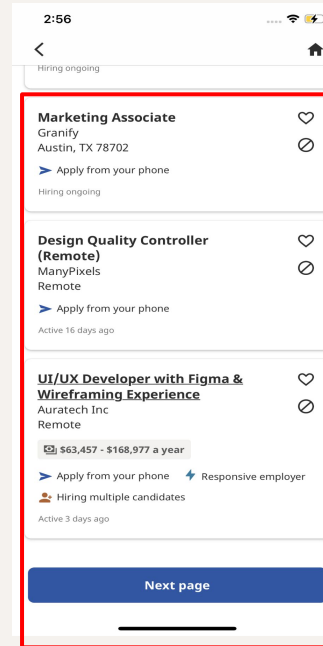 2:56
Hiring ongoing
Marketing Associate
Granify
Austin, TX 78702
Apply from your phone
Hiring ongoing
Design Quality Controller
(Remote)
ManyPixels
Remote
Apply from your phone
Active 16 days ago
UI/UX Developer with Figma &
Wireframing Experience
Auratech Inc
Remote
$63,457 - $168,977 a year
Apply from your phone Responsive employer
Hiring multiple candidates
Active 3 days ago
Next page